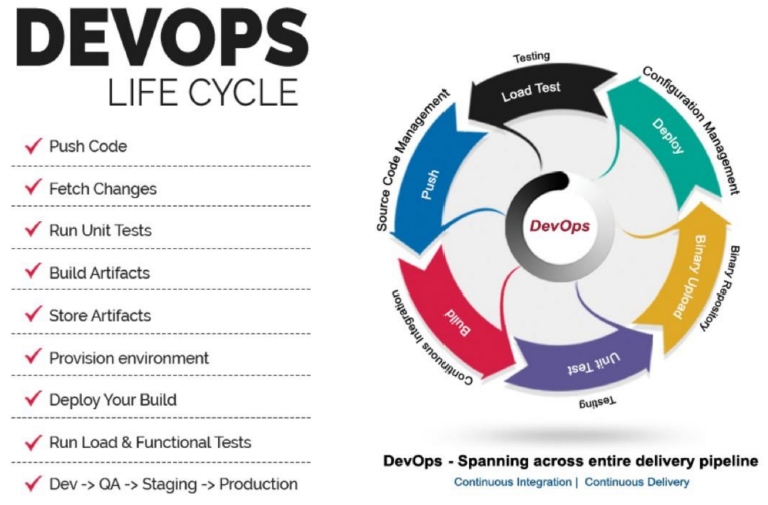 DEVOPS
LIFE CYCLE
Push Code
Fetch Changes
Run Unit Tests
Build Artifacts
Store Artifacts
Provision environment
Deploy Your Build
Run Load & Functional Tests
Dev -> QA -> Staging -> Production
Testing
Load Test
Configuration Management
Deploy
Binary Repository
Binary Upload
Testing
Unit Test
Continuous Integration
Build
Source Code Management
Push
DevOps
DevOps - Spanning across entire delivery pipeline
Continuous Integration | Continuous Delivery